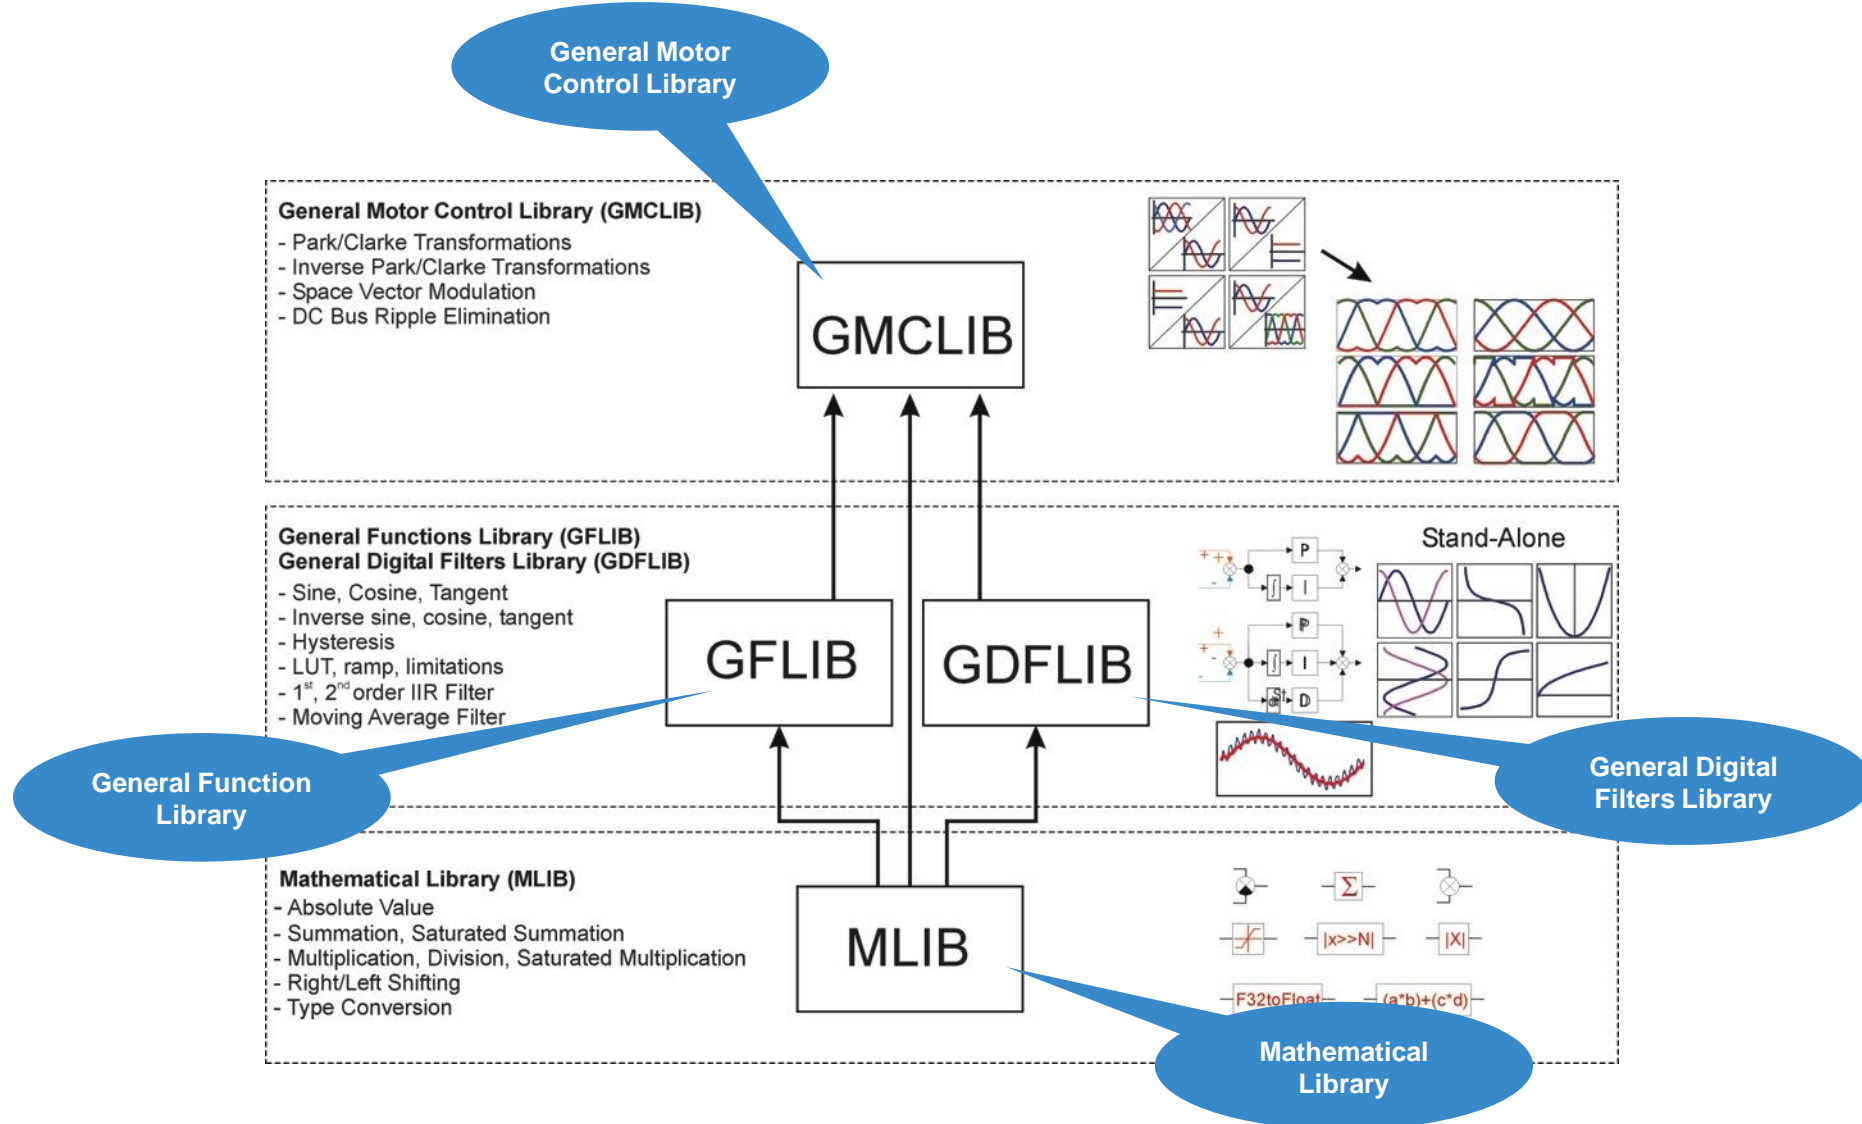 General Motor
Control Library
General Motor Control Library (GMCLIB)
- Park/Clarke Transformations
- Inverse Park/Clarke Transformations
- Space Vector Modulation
- DC Bus Ripple Elimination
GMCLIB
General Functions Library (GFLIB)
General Digital Filters Library (GDFLIB)
- Sine, Cosine, Tangent
- Inverse sine, cosine, tangent
- Hysteresis
- LUT, ramp, limitations
- 1st, 2nd order IIR Filter
- Moving Average Filter
GFLIB
GDFLIB
Stand-Alone
+ +
-
P
∫ I
+
+
-
P
∫ I
D
General Function
Library
General Digital
Filters Library
Mathematical Library (MLIB)
- Absolute Value
- Summation, Saturated Summation
- Multiplication, Division, Saturated Multiplication
- Right/Left Shifting
- Type Conversion
MLIB
Σ
|x>>N|
|X|
F32toFloat
(a*b)+(c*d)
Mathematical
Library